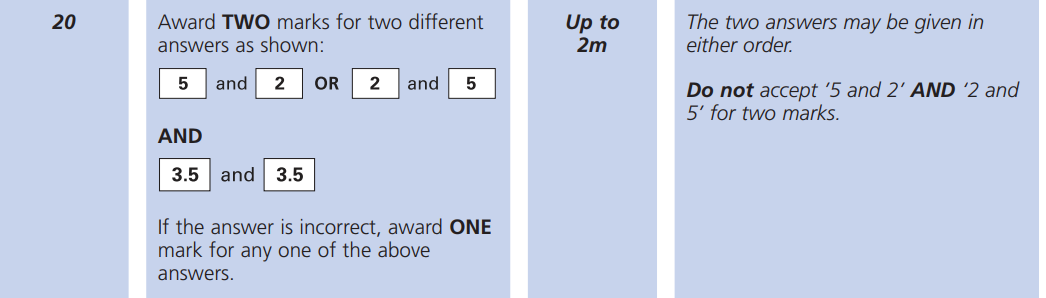 20
Award TWO marks for two different
answers as shown:
5 and 2 OR 2 and 5
AND
3.5 and 3.5
If the answer is incorrect, award ONE
mark for any one of the above
answers.
Up to
2m
The two answers may be given in
either order.
Do not accept ‘5 and 2’ AND ‘2 and
5’ for two marks.